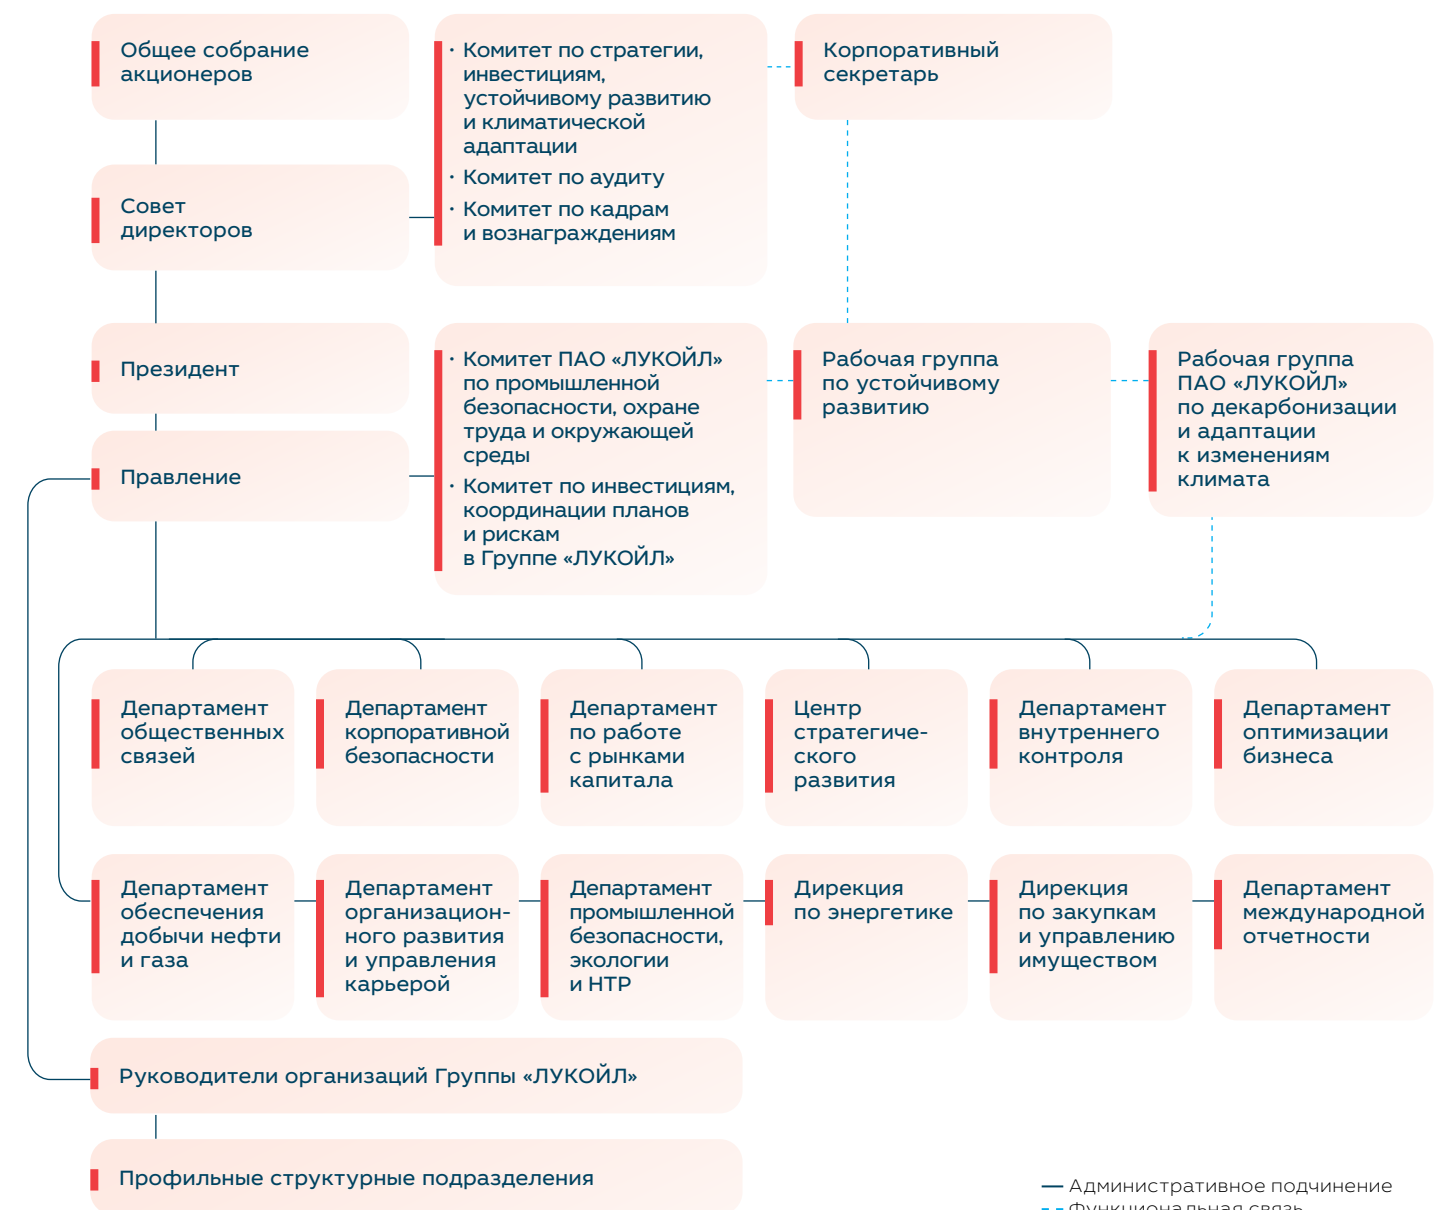 Общее собрание
акционеров
· Комитет по стратегии,
инвестициям,
устойчивому развитию
и климатической
адаптации
· Комитет по аудиту
· Комитет по кадрам
и вознаграждениям
Корпоративный
секретарь
Совет
директоров
Президент
Правление
· Комитет ПАО «ЛУКОЙЛ»
по промышленной
безопасности, охране
труда и окружающей
среды
· Комитет по инвестициям,
координации планов
и рискам
в Группе «ЛУКОЙЛ»
Рабочая группа
по устойчивому
развитию
Рабочая группа
ПАО «ЛУКОЙЛ»
по декарбонизации
и адаптации
к изменениям
климата
Департамент
общественных
связей
Департамент
корпоративной
безопасности
Департамент
по работе
с рынками
капитала
Центр
стратегиче-
ского
развития
Департамент
внутреннего
контроля
Департамент
оптимизации
бизнеса
Департамент
обеспечения
добычи нефти
и газа
Департамент
организацион-
ного развития
и управления
карьерой
Департамент
промышленной
безопасности,
экологии
и НТР
Дирекция
по энергетике
Дирекция
по закупкам
и управлению
имуществом
Департамент
международной
отчетности
Руководители организаций Группы «ЛУКОЙЛ»
Профильные структурные подразделения
Административное подчинение
Функциональная связь